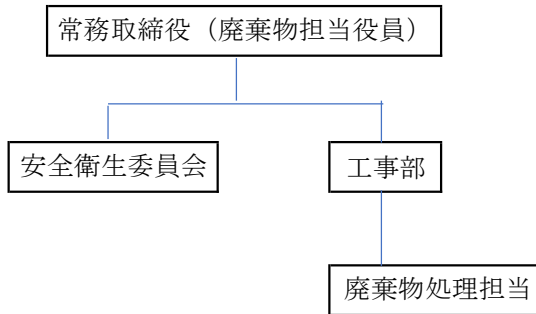 常務取締役（廃棄物担当役員）
安全衛生委員会
工事部
廃棄物処理担当